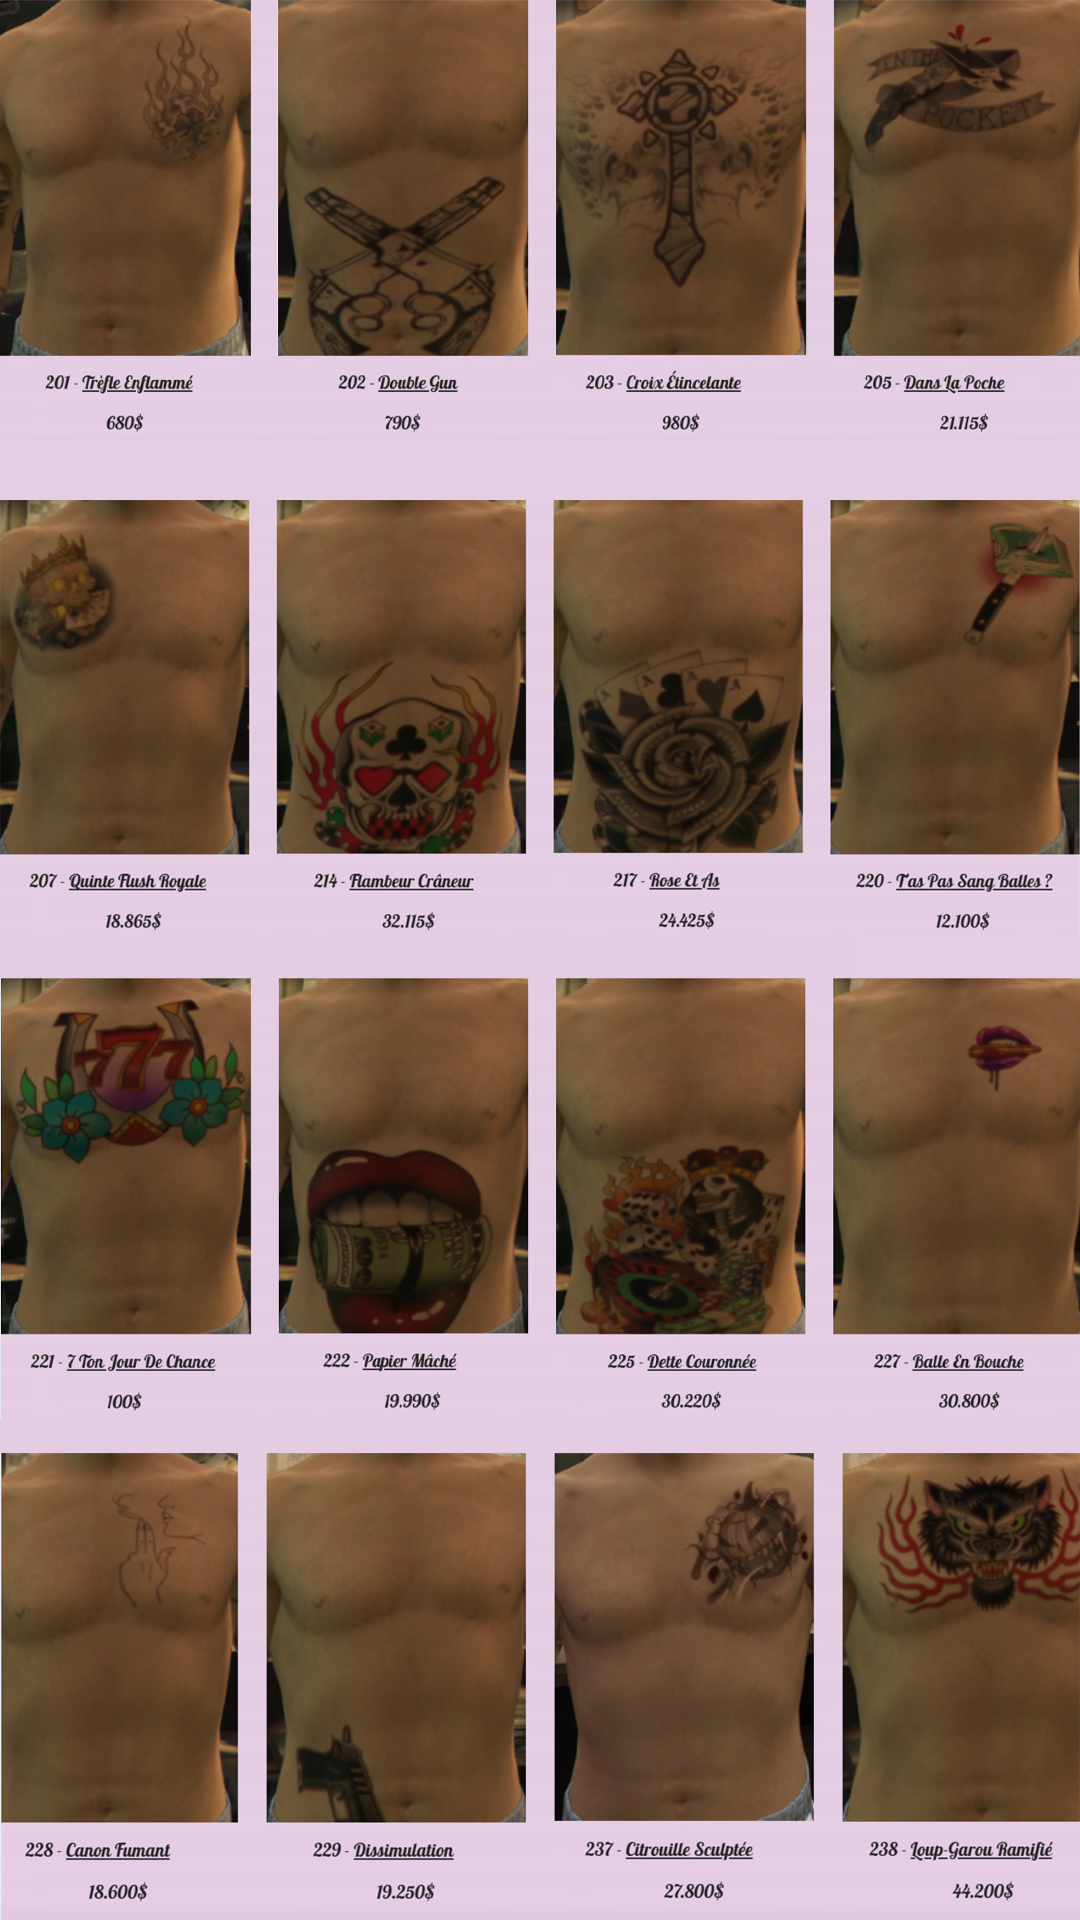 IN THE
POCKET
201 - Trèfle Enflammé
680$
202 - Double Gun
790$
203 - Croix Étincelante
980$
205 - Dans La Poche
21.115$
A A A A
207 - Quinte Flush Royale
18.865$
214 - Flambeur Crâneur
32.115$
217 - Rose Et As
24.425$
220 - T'as Pas Sang Balles ?
12.100$
777
100
221 - 7 Ton Jour De Chance
100$
222 - Papier Mâché
19.990$
225 - Dette Couronnée
30.220$
227 - Balle En Bouche
30.800$
228 - Canon Fumant
18.600$
229 - Dissimulation
19.250$
237 - Citrouille Sculptée
27.800$
238 - Loup-Garou Ramifié
44.200$